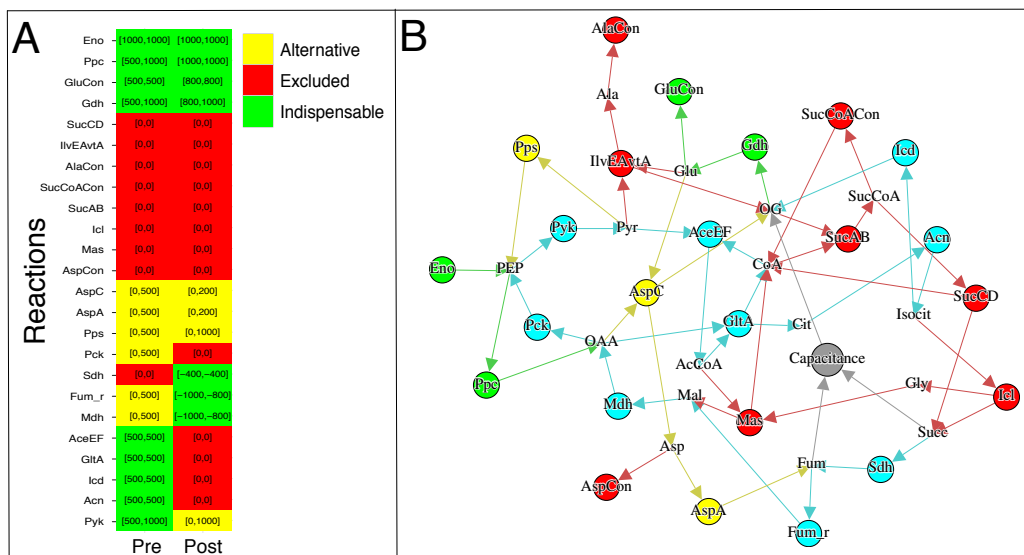 A
Reactions
Eno [1000,1000] [1000,1000]
Ppc [500,1000] [1000,1000]
GluCon [500,500] [800,800]
Gdh [500,1000] [800,1000]
SucCD [0,0] [0,0]
IlvEAvtA [0,0] [0,0]
AlaCon [0,0] [0,0]
SucCoACon [0,0] [0,0]
SucAB [0,0] [0,0]
Icl [0,0] [0,0]
Mas [0,0] [0,0]
AspCon [0,0] [0,0]
AspC [0,500] [0,200]
AspA [0,500] [0,200]
Pps [0,500] [0,1000]
Pck [0,500] [0,0]
Sdh [0,0] [-400,-400]
Fum_r [0,500] [-1000,-800]
Mdh [0,500] [-1000,-800]
AceEF [500,500] [0,0]
GltA [500,500] [0,0]
Icd [500,500] [0,0]
Acn [500,500] [0,0]
Pyk [500,1000] [0,1000]
Pre Post
Alternative
Excluded
Indispensable
B
AlaCon
Ala
GluCon
SucCoACon
Pps
IlvEAvtA
Glu
Gdh
Icd
SucCoA
OG
Pyk
Pyr
AceEF
SucAB
Acn
Eno
PEP
CoA
AspC
SucCD
Isocit
Pck
OAA
GltA
Cit
AcCoA
Capacitance
Ppc
Mdh
Mal
Mas
Gly
Icl
Succ
Asp
Fum
Sdh
AspCon
AspA
Fum_r